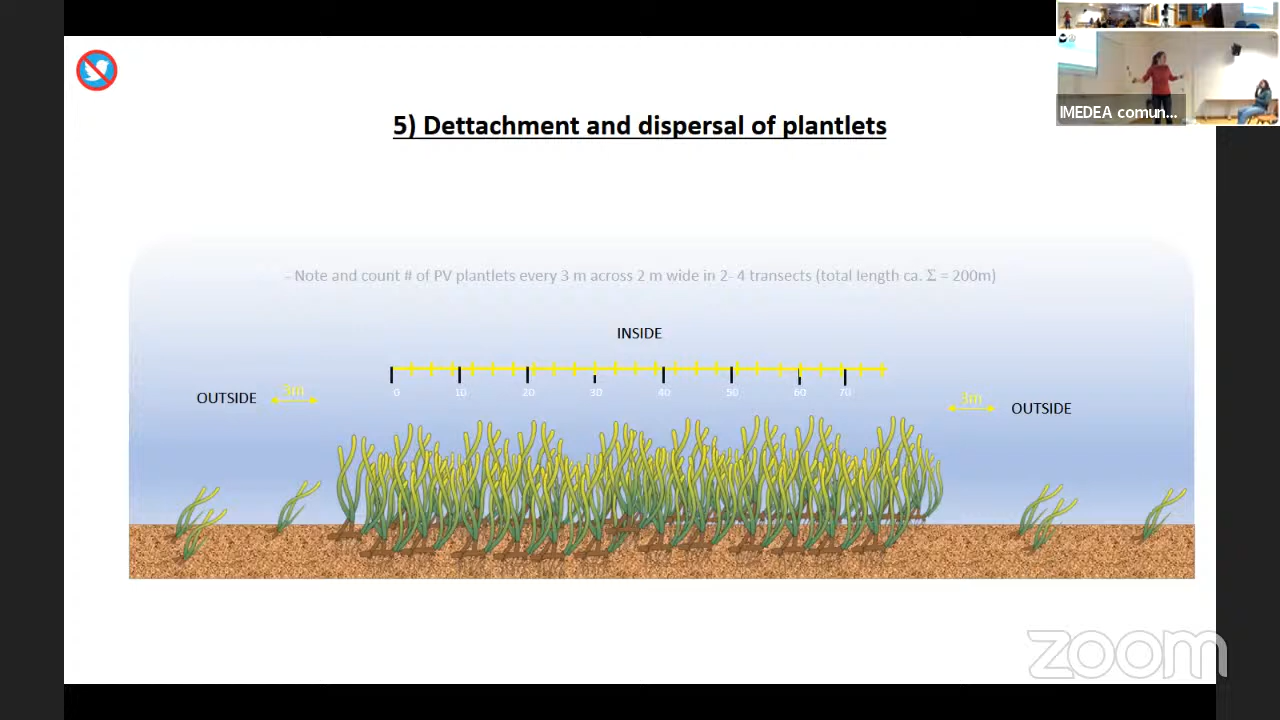 IMEDEA comun...
5) Dettachment and dispersal of plantlets
- Note and count # of PV plantlets every 3 m across 2 m wide in 2- 4 transects (total length ca. Σ = 200m)
INSIDE
0 10 20 30 40 50 60 70
OUTSIDE 3m
3m OUTSIDE
zoom